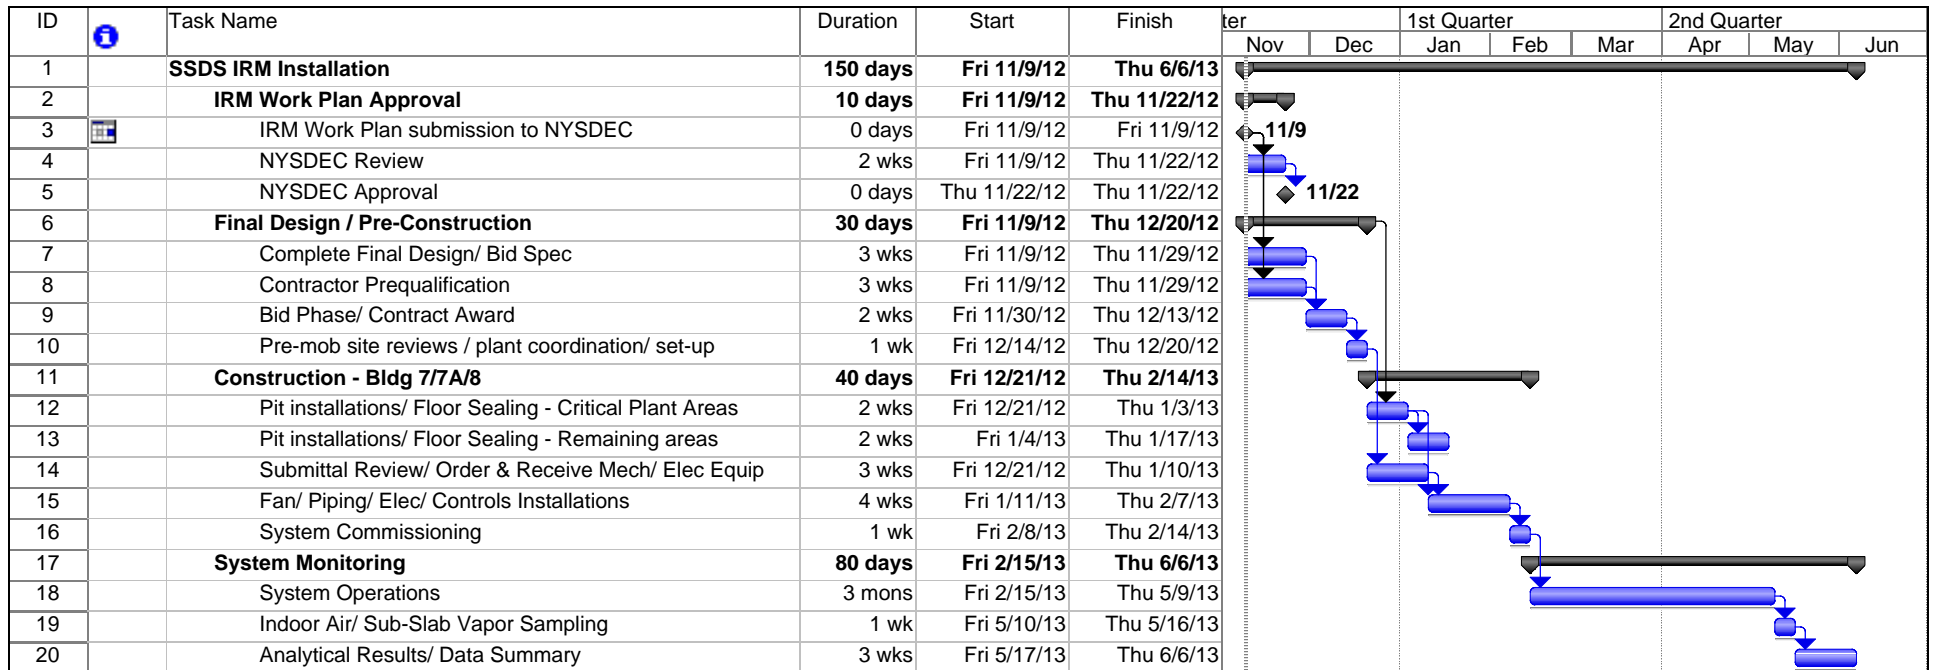 ID Task Name Duration Start Finish ter 1st Quarter 2nd Quarter
Nov Dec Jan Feb Mar Apr May Jun
1 SSDS IRM Installation 150 days Fri 11/9/12 Thu 6/6/13
2 IRM Work Plan Approval 10 days Fri 11/9/12 Thu 11/22/12
3 IRM Work Plan submission to NYSDEC 0 days Fri 11/9/12 Fri 11/9/12 11/9
4 NYSDEC Review 2 wks Fri 11/9/12 Thu 11/22/12
5 NYSDEC Approval 0 days Thu 11/22/12 Thu 11/22/12 11/22
6 Final Design / Pre-Construction 30 days Fri 11/9/12 Thu 12/20/12
7 Complete Final Design/ Bid Spec 3 wks Fri 11/9/12 Thu 11/29/12
8 Contractor Prequalification 3 wks Fri 11/9/12 Thu 11/29/12
9 Bid Phase/ Contract Award 2 wks Fri 11/30/12 Thu 12/13/12
10 Pre-mob site reviews / plant coordination/ set-up 1 wk Fri 12/14/12 Thu 12/20/12
11 Construction - Bldg 7/7A/8 40 days Fri 12/21/12 Thu 2/14/13
12 Pit installations/ Floor Sealing - Critical Plant Areas 2 wks Fri 12/21/12 Thu 1/3/13
13 Pit installations/ Floor Sealing - Remaining areas 2 wks Fri 1/4/13 Thu 1/17/13
14 Submittal Review/ Order & Receive Mech/ Elec Equip 3 wks Fri 12/21/12 Thu 1/10/13
15 Fan/ Piping/ Elec/ Controls Installations 4 wks Fri 1/11/13 Thu 2/7/13
16 System Commissioning 1 wk Fri 2/8/13 Thu 2/14/13
17 System Monitoring 80 days Fri 2/15/13 Thu 6/6/13
18 System Operations 3 mons Fri 2/15/13 Thu 5/9/13
19 Indoor Air/ Sub-Slab Vapor Sampling 1 wk Fri 5/10/13 Thu 5/16/13
20 Analytical Results/ Data Summary 3 wks Fri 5/17/13 Thu 6/6/13